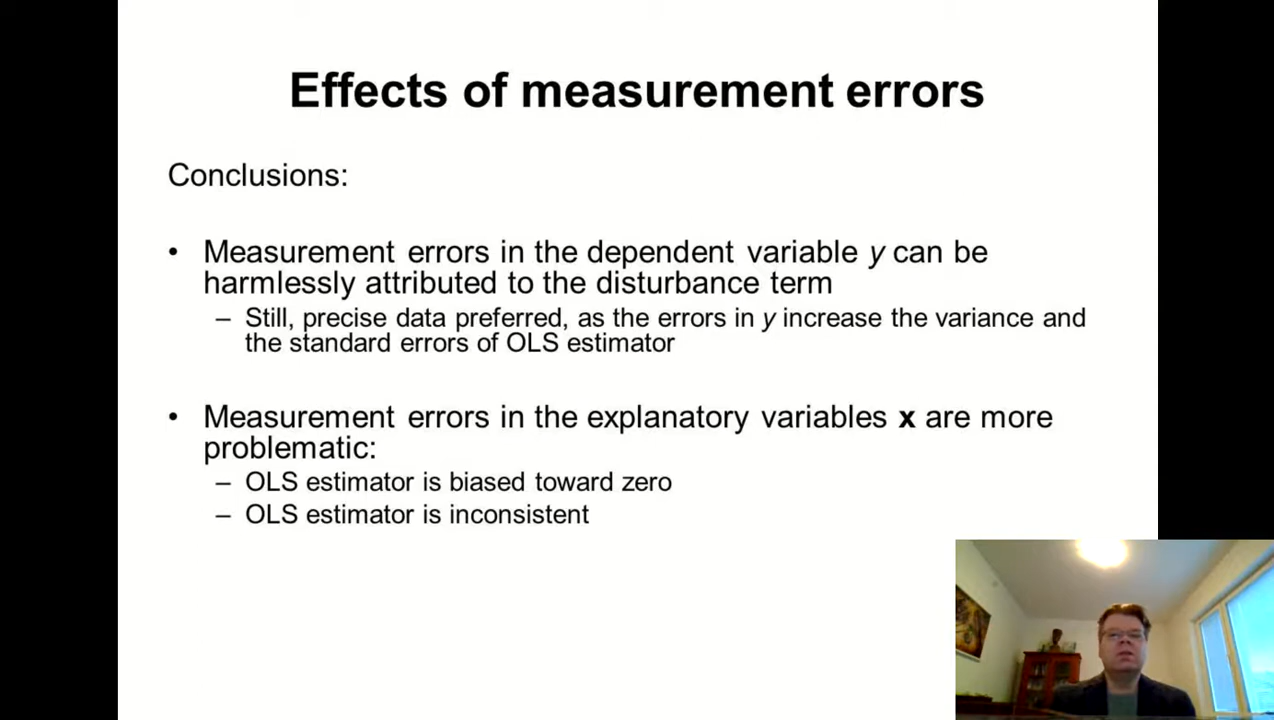 Effects of measurement errors
Conclusions:
• Measurement errors in the dependent variable y can be
harmlessly attributed to the disturbance term
– Still, precise data preferred, as the errors in y increase the variance and
the standard errors of OLS estimator
• Measurement errors in the explanatory variables x are more
problematic:
– OLS estimator is biased toward zero
– OLS estimator is inconsistent